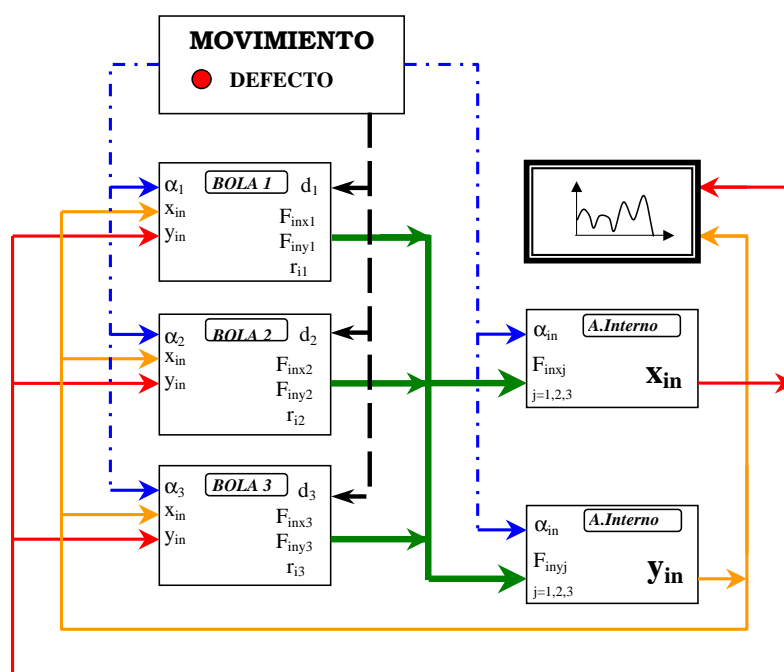 MOVIMIENTO
DEFECTO
BOLA 1
α1
d1
xin
Finx1
yin
Finy1
ri1
BOLA 2
α2
d2
xin
Finx2
yin
Finy2
ri2
BOLA 3
α3
d3
xin
Finx3
yin
Finy3
ri3
A.Interno
αin
Finxj
xin
j=1,2,3
A.Interno
αin
Finyj
yin
j=1,2,3